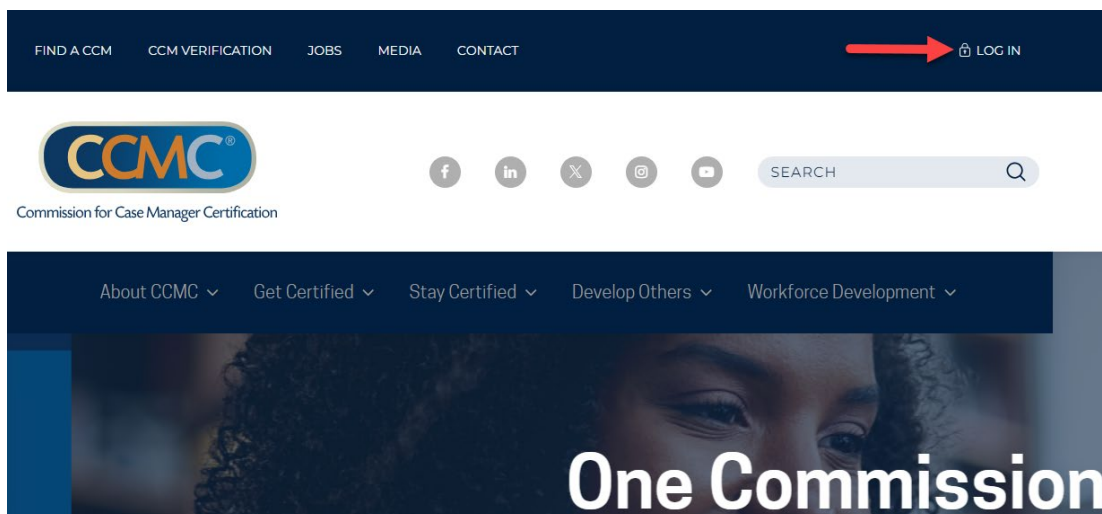 FIND A CCM CCM VERIFICATION JOBS MEDIA CONTACT LOG IN
CCMC®
Commission for Case Manager Certification
SEARCH
About CCMC Get Certified Stay Certified Develop Others Workforce Development
One Commission